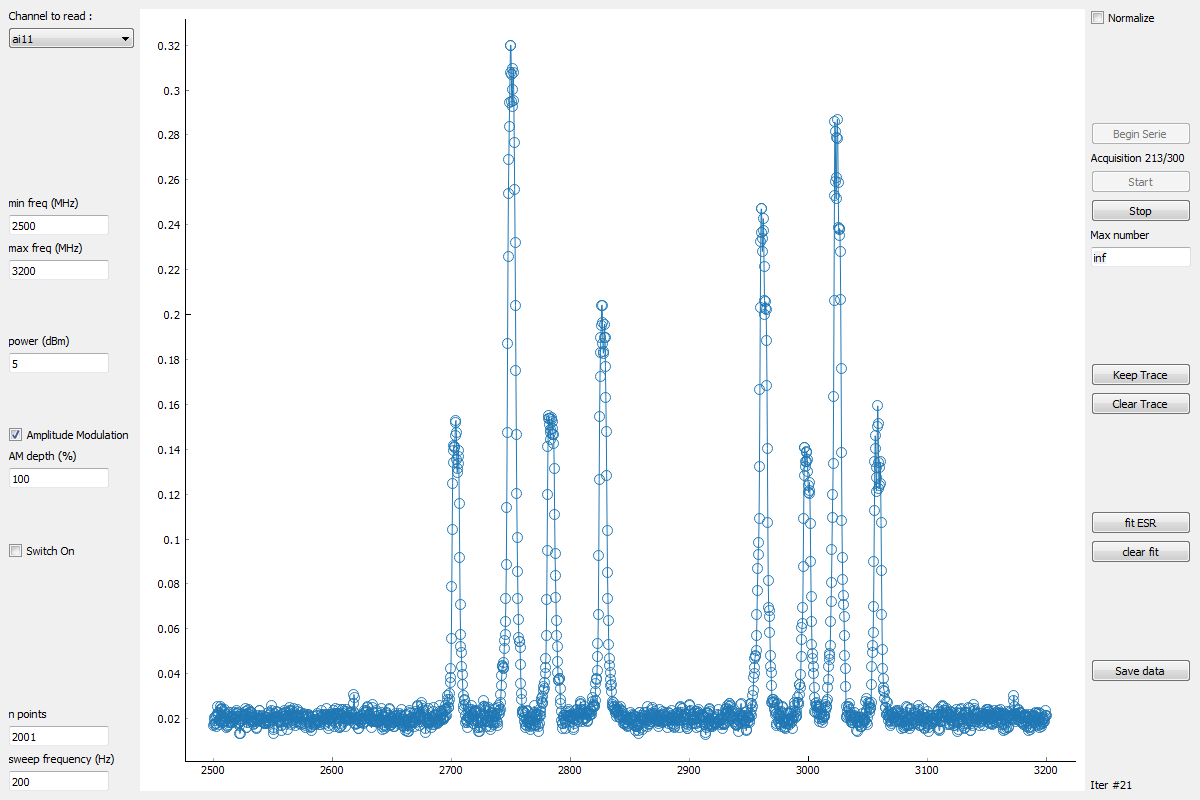 Channel to read :
ai11
min freq (MHz)
2500
max freq (MHz)
3200
power (dBm)
5
Amplitude Modulation
AM depth (%)
100
Switch On
n points
2001
sweep frequency (Hz)
200
0.32
0.3
0.28
0.26
0.24
0.22
0.2
0.18
0.16
0.14
0.12
0.1
0.08
0.06
0.04
0.02
2500 2600 2700 2800 2900 3000 3100 3200
Normalize
Begin Serie
Acquisition 213/300
Start
Stop
Max number
inf
Keep Trace
Clear Trace
fit ESR
clear fit
Save data
Iter #21